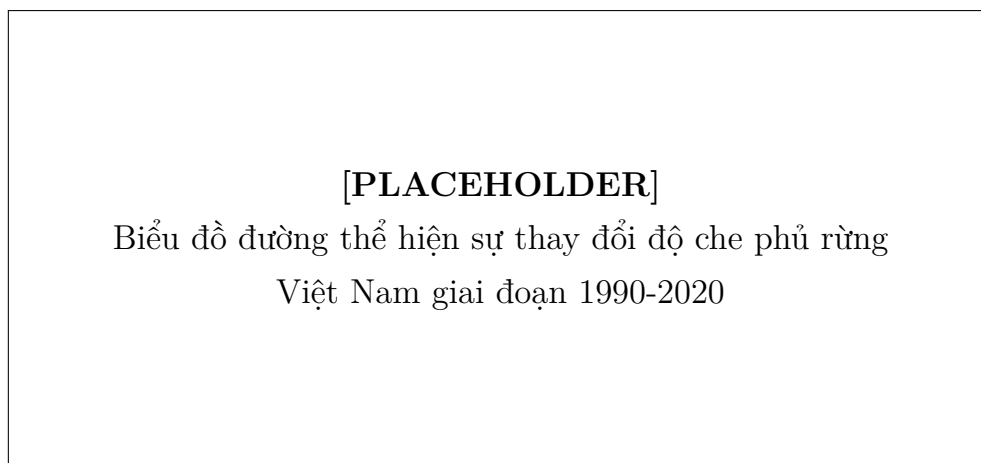 [PLACEHOLDER]
Biểu đồ đường thể hiện sự thay đổi độ che phủ rừng
Việt Nam giai đoạn 1990-2020